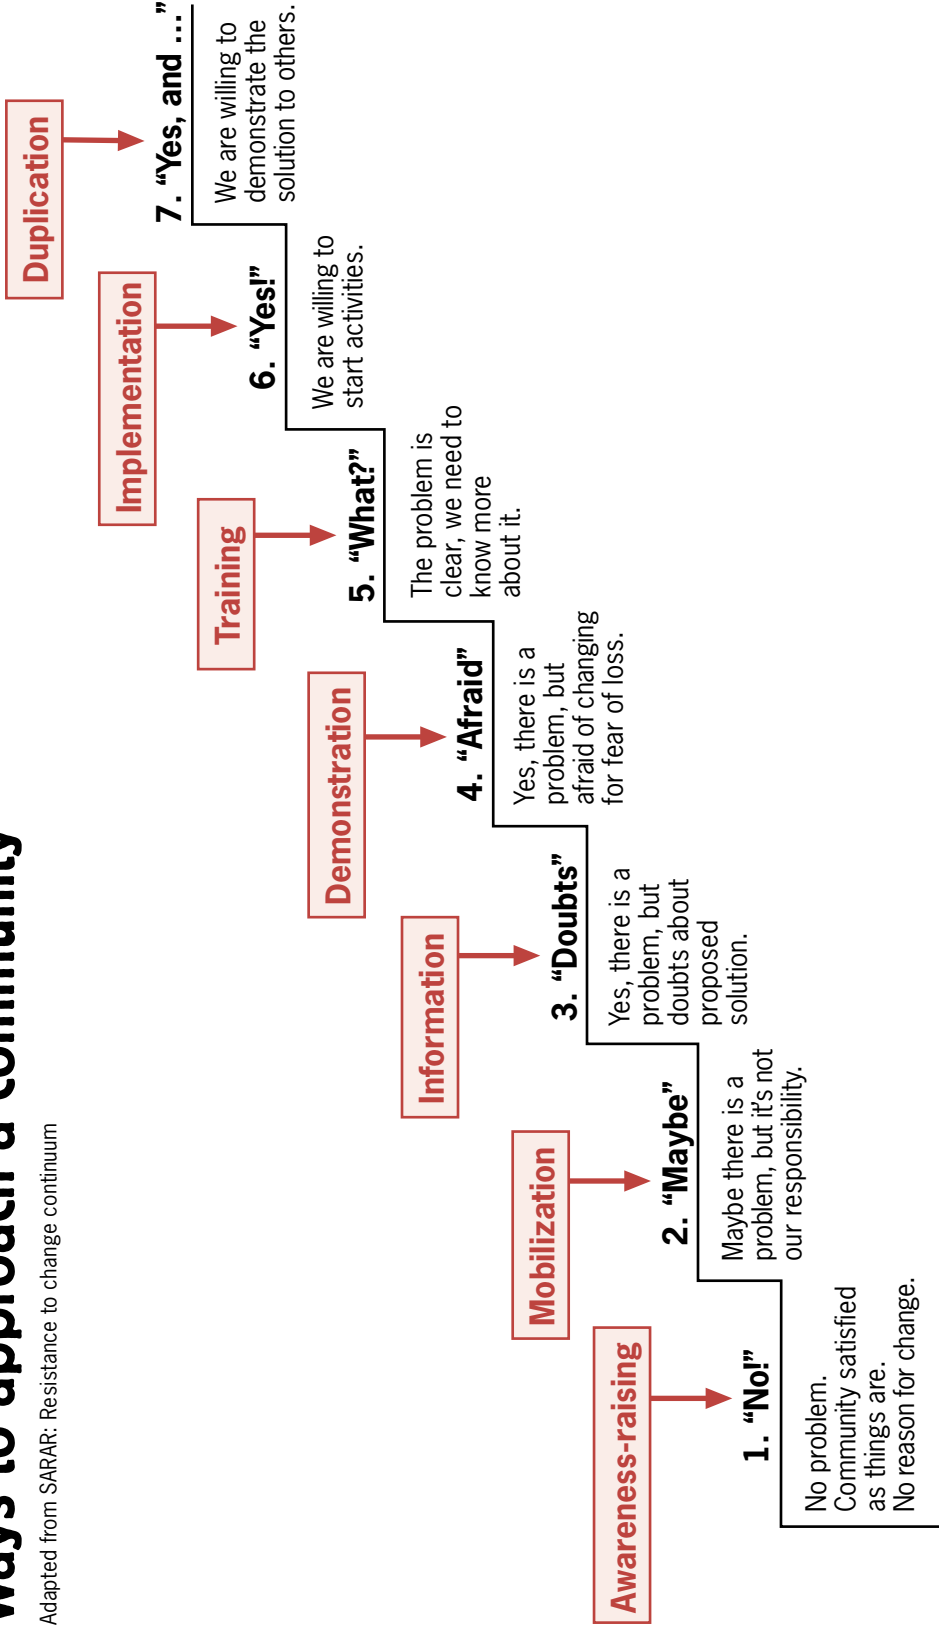 Ways to approach a community
Adapted from SARAR: Resistance to change continuum
Awareness-raising
1. “No!”
No problem.
Community satisfied
as things are.
No reason for change.
Mobilization
2. “Maybe”
Maybe there is a
problem, but it’s not
our responsibility.
Information
3. “Doubts”
Yes, there is a
problem, but
doubts about
proposed
solution.
Demonstration
4. “Afraid”
Yes, there is a
problem, but
afraid of changing
for fear of loss.
Training
5. “What?”
The problem is
clear, we need to
know more
about it.
Implementation
6. “Yes!”
We are willing to
start activities.
Duplication
7. “Yes, and ...”
We are willing to
demonstrate the
solution to others.